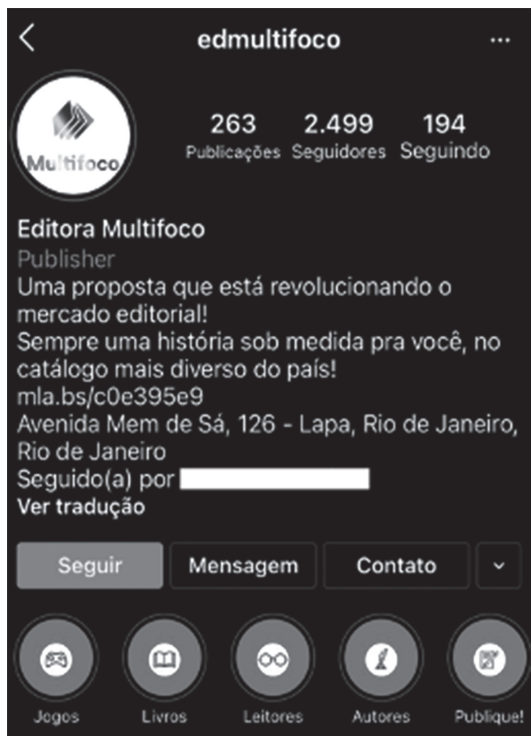 edmultifoco
...
Multifoco
263 2.499 194
Publicações Seguidores Seguindo
Editora Multifoco
Publisher
Uma proposta que está revolucionando o
mercado editorial!
Sempre uma história sob medida pra você, no
catálogo mais diverso do país!
mla.bs/c0e395e9
Avenida Mem de Sá, 126 - Lapa, Rio de Janeiro,
Rio de Janeiro
Seguido(a) por
Ver tradução
Seguir Mensagem Contato
Jogos Livros Leitores Autores Publique!